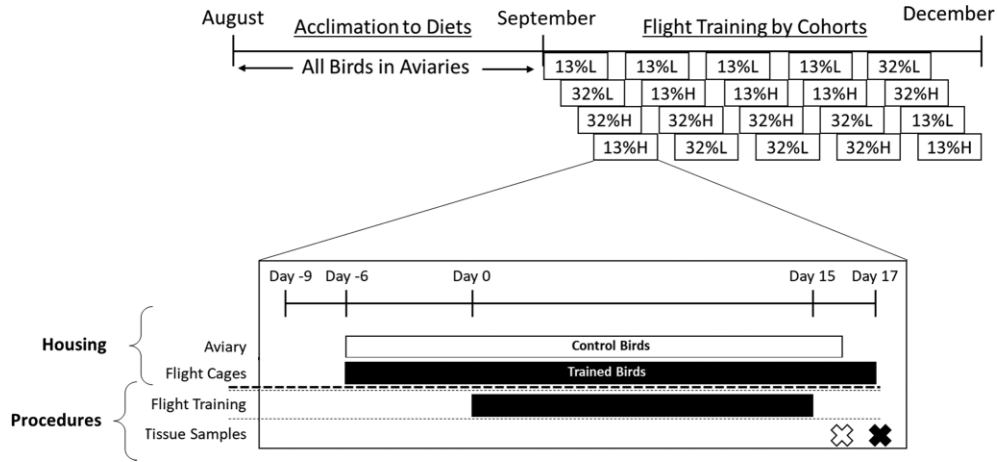 August September December
Acclimation to Diets Flight Training by Cohorts
All Birds in Aviaries
13%L 13%L 13%L 13%L 32%L
32%L 13%H 13%H 13%H 32%H
32%H 32%H 32%H 32%L 13%L
13%H 32%L 32%L 32%H 13%H
Day -9 Day -6 Day 0 Day 15 Day 17
Housing
Aviary Control Birds
Flight Cages Trained Birds
Procedures
Flight Training
Tissue Samples